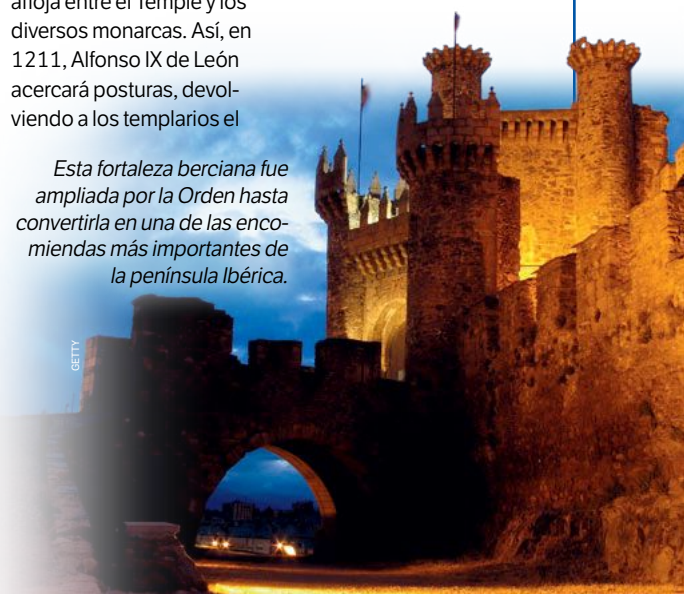 afloja entre el Temple y los
diversos monarcas. Así, en
1211, Alfonso IX de León
acercará posturas, devol-
viendo a los templarios el
Esta fortaleza berciana fue
ampliada por la Orden hasta
convertirla en una de las enco-
miendas más importantes de
la península Ibérica.
GETTY